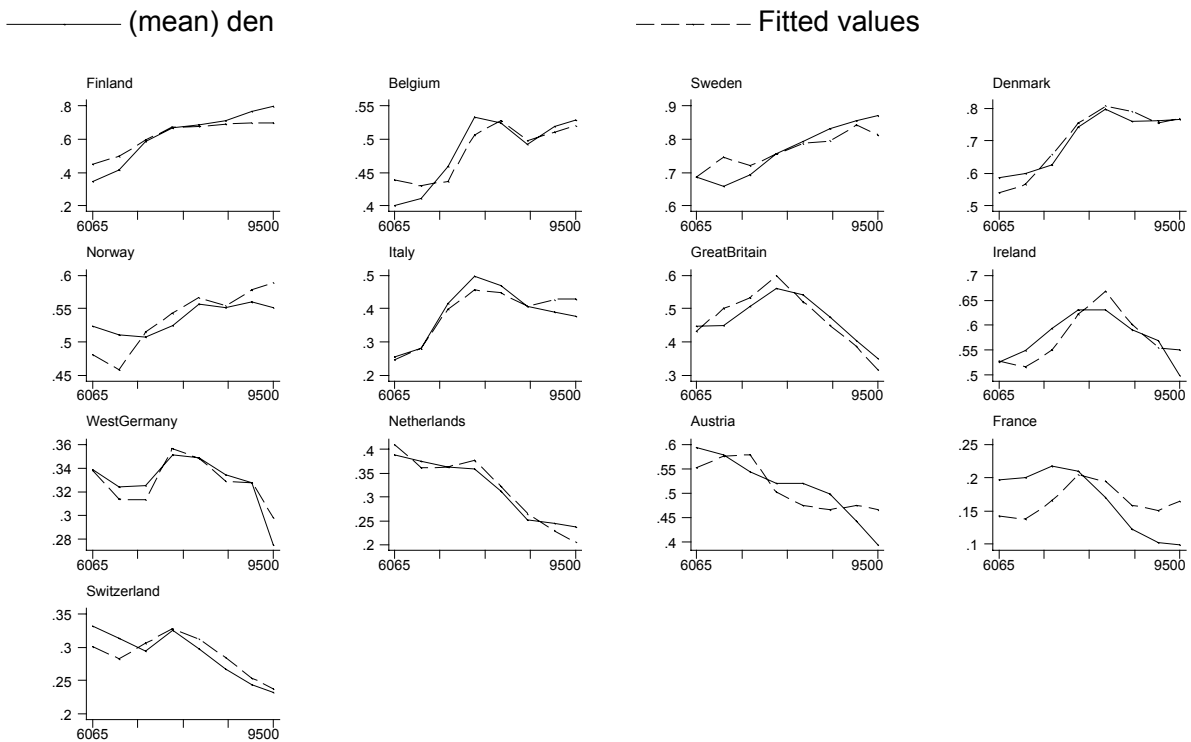 (mean) den Fitted values
Finland Belgium Sweden Denmark
.8 .55 .9 .8
.6 .5 .8 .7
.4 .45 .7 .6
.2 .4 .6 .5
6065 9500 6065 9500 6065 9500 6065 9500
Norway Italy GreatBritain Ireland
.6 .5 .6 .7
.55 .4 .5 .65
.5 .3 .4 .6
.45 .2 .3 .55
.5
6065 9500 6065 9500 6065 9500 6065 9500
WestGermany Netherlands Austria France
.36 .4 .6 .25
.34 .35 .55 .2
.32 .3 .5 .15
.3 .25 .45 .1
.28 .2 .4
6065 9500 6065 9500 6065 9500 6065 9500
Switzerland
.35
.3
.25
.2
6065 9500